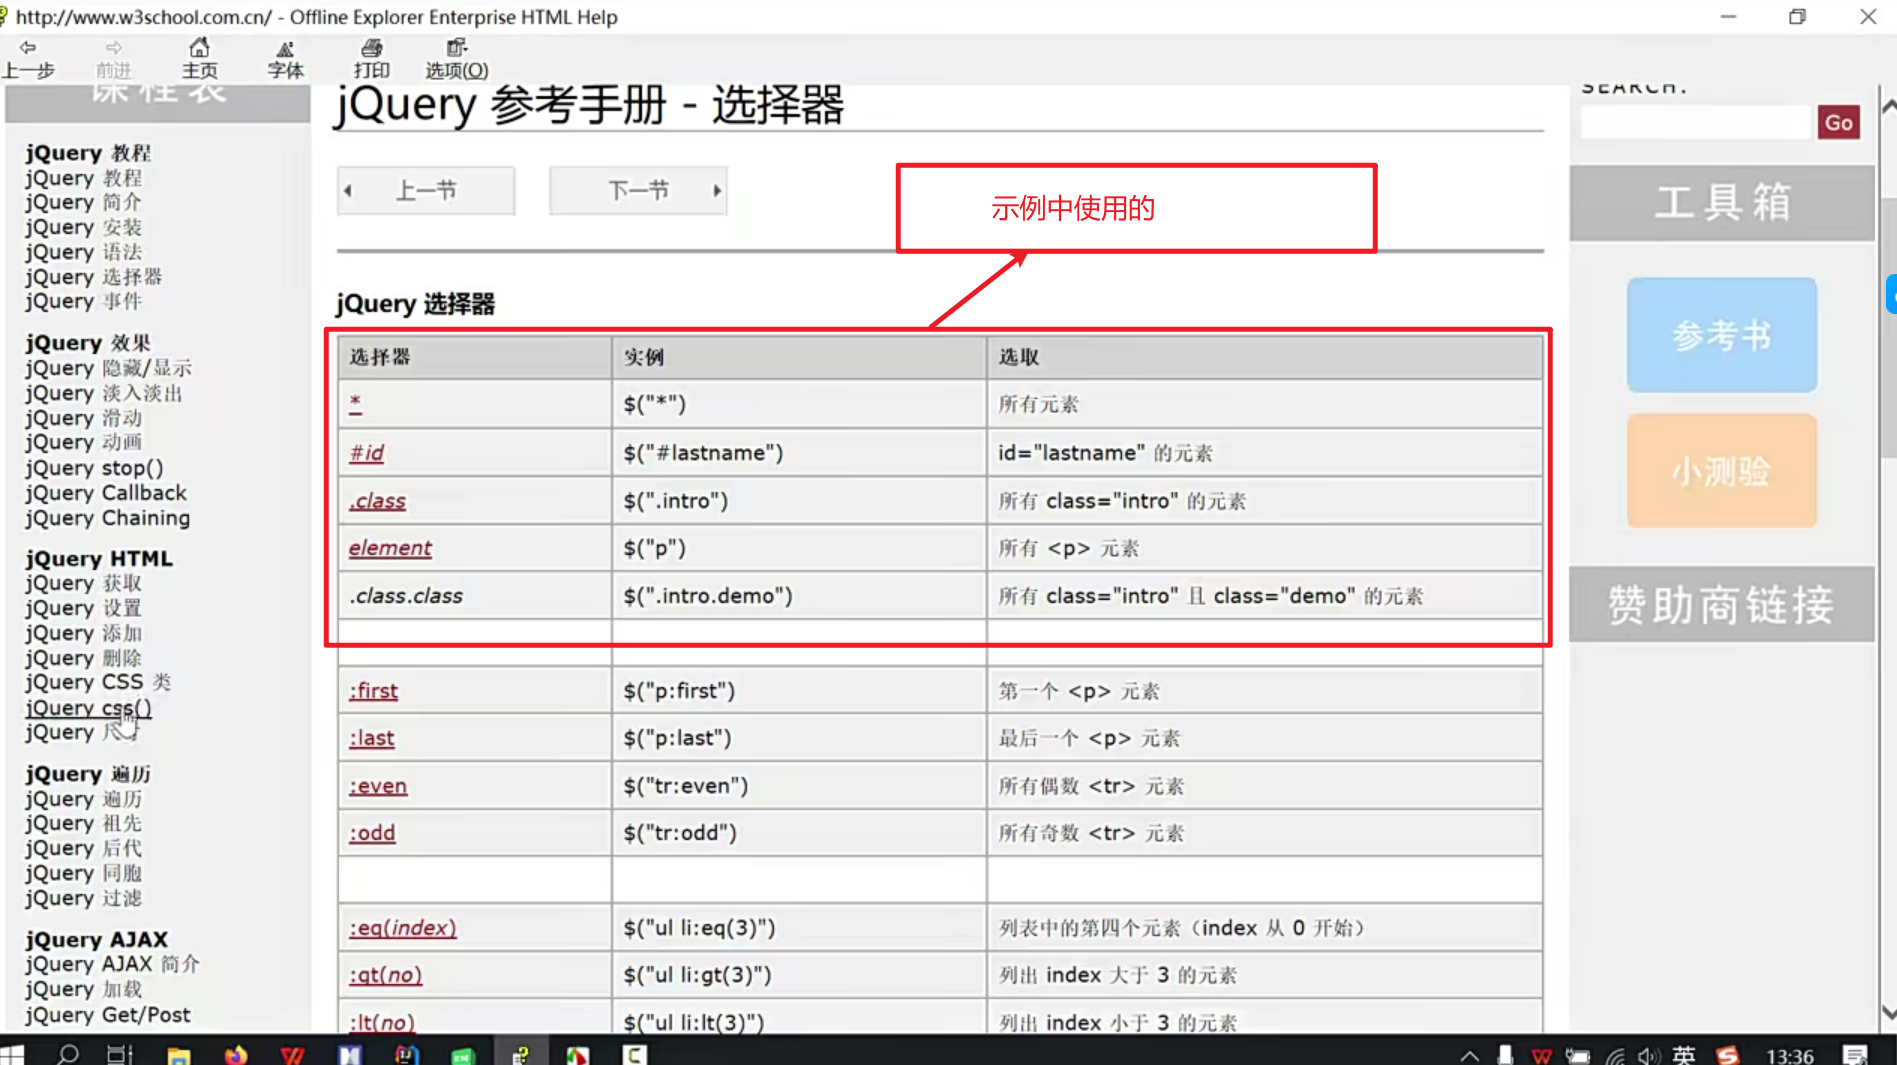 http://www.w3school.com.cn/ - Offline Explorer Enterprise HTML Help
上一步 前进 主页 字体 打印 选项(O)
课程表
jQuery 教程
jQuery 教程
jQuery 简介
jQuery 安装
jQuery 语法
jQuery 选择器
jQuery 事件
jQuery 效果
jQuery 隐藏/显示
jQuery 淡入淡出
jQuery 滑动
jQuery 动画
jQuery stop()
jQuery Callback
jQuery Chaining
jQuery HTML
jQuery 获取
jQuery 设置
jQuery 添加
jQuery 删除
jQuery CSS 类
jQuery css()
jQuery
jQuery 遍历
jQuery 遍历
jQuery 祖先
jQuery 后代
jQuery 同胞
jQuery 过滤
jQuery AJAX
jQuery AJAX 简介
jQuery 加载
jQuery Get/Post
jQuery 参考手册 - 选择器
上一节 下一节
示例中使用的
jQuery 选择器
选择器 实例 选取
* $("*") 所有元素
#id $("#lastname") id="lastname" 的元素
.class $(".intro") 所有 class="intro" 的元素
element $("p") 所有 <p> 元素
.class.class $(".intro.demo") 所有 class="intro" 且 class="demo" 的元素
:first $("p:first") 第一个 <p> 元素
:last $("p:last") 最后一个 <p> 元素
:even $("tr:even") 所有偶数 <tr> 元素
:odd $("tr:odd") 所有奇数 <tr> 元素
:eq(index) $("ul li:eq(3)") 列表中的第四个元素（index 从 0 开始）
:gt(no) $("ul li:gt(3)") 列出 index 大于 3 的元素
:lt(no) $("ul li:lt(3)") 列出 index 小于 3 的元素
SEARCH:
Go
工具箱
参考书
小测验
赞助商链接
英 13:36